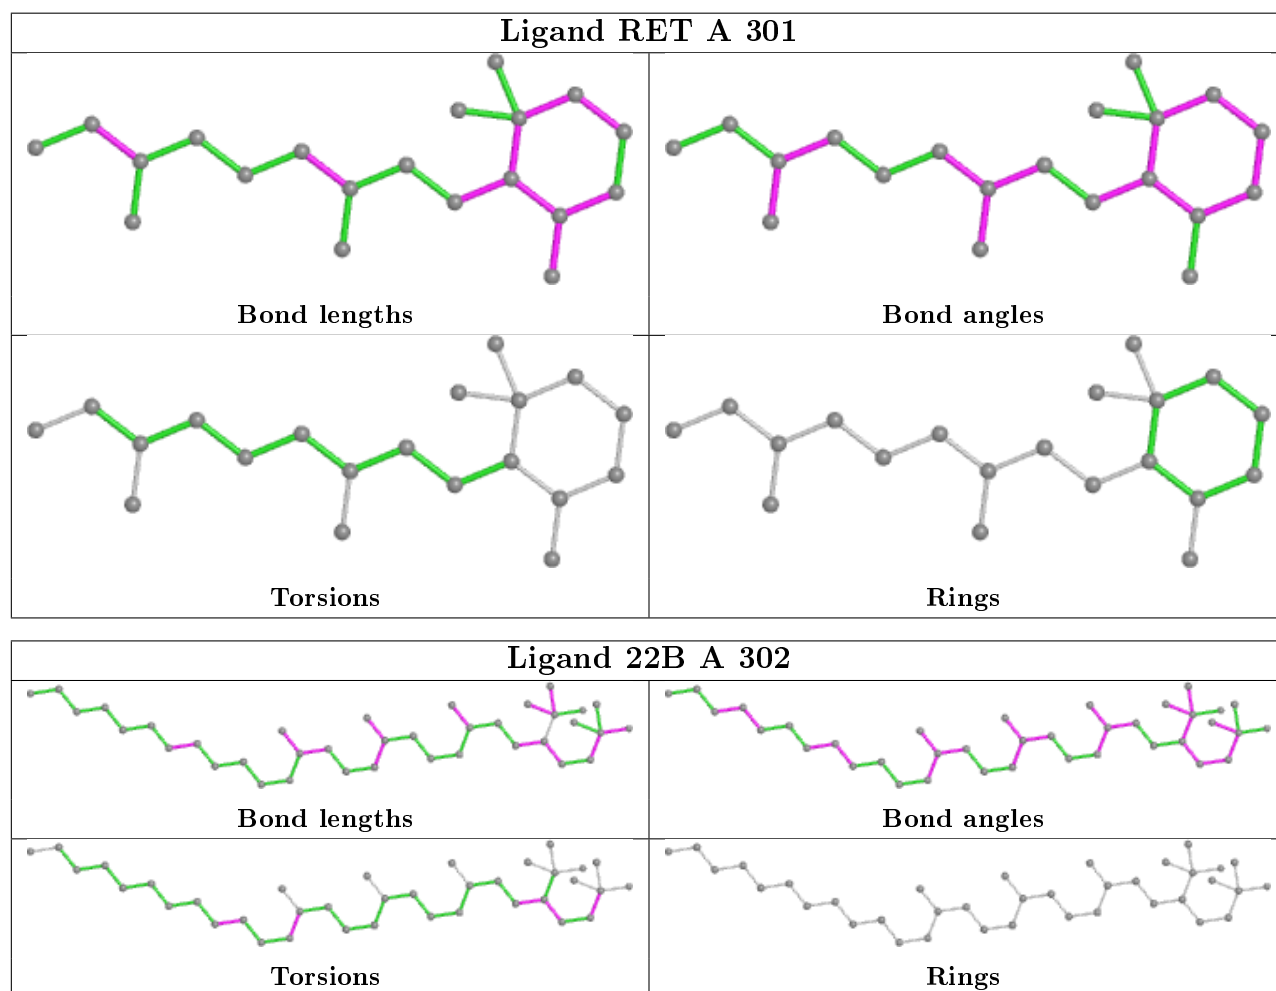 Ligand RET A 301
Bond lengths
Bond angles
Torsions
Rings
Ligand 22B A 302
Bond lengths
Bond angles
Torsions
Rings